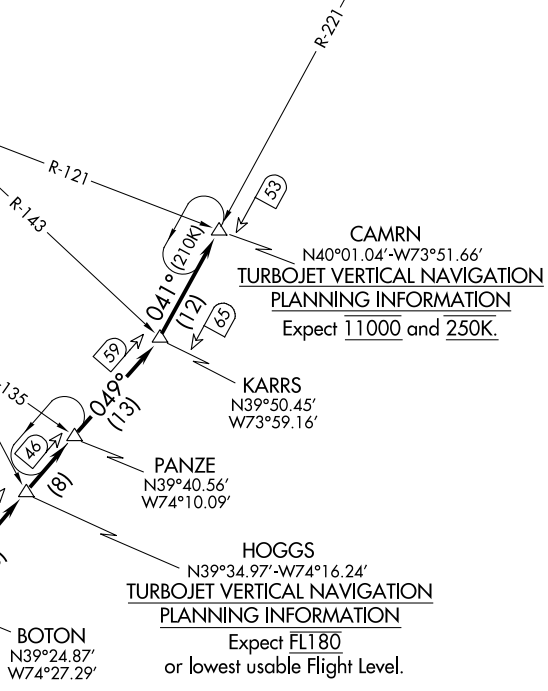 R-221
R-121
R-143
53
041° (210K)
(12)
65
CAMRN
N40°01.04’-W73°51.66’
TURBOJET VERTICAL NAVIGATION
PLANNING INFORMATION
Expect 11000 and 250K.
59
049°
(13)
KARRS
N39°50.45’
W73°59.16’
-135
46
(8)
PANZE
N39°40.56’
W74°10.09’
HOGGS
N39°34.97’-W74°16.24’
TURBOJET VERTICAL NAVIGATION
PLANNING INFORMATION
Expect FL180
or lowest usable Flight Level.
BOTON
N39°24.87’
W74°27.29’